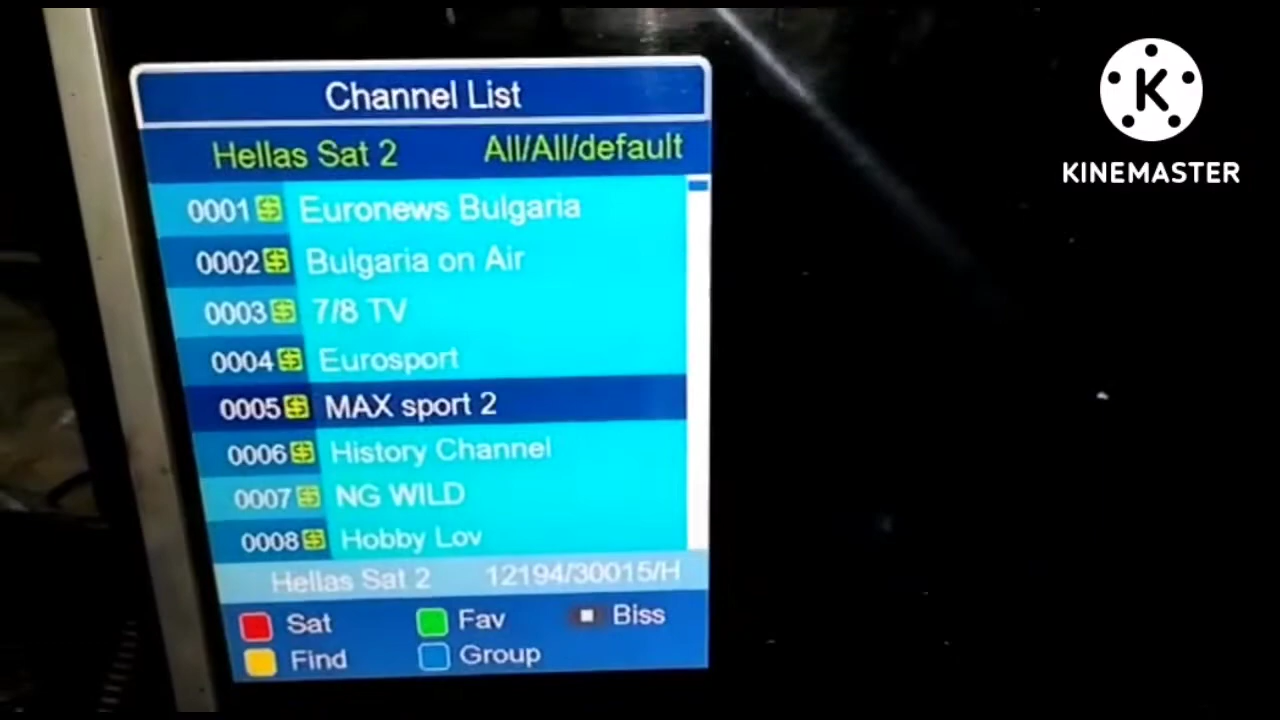 Channel List
Hellas Sat 2 All/All/default
0001 $ Euronews Bulgaria
0002 $ Bulgaria on Air
0003 $ 7/8 TV
0004 $ Eurosport
0005 $ MAX sport 2
0006 $ History Channel
0007 $ NG WILD
0008 $ Hobby Lov
Hellas Sat 2 12194/30015/H
Sat Fav Biss
Find Group
K
KINEMASTER